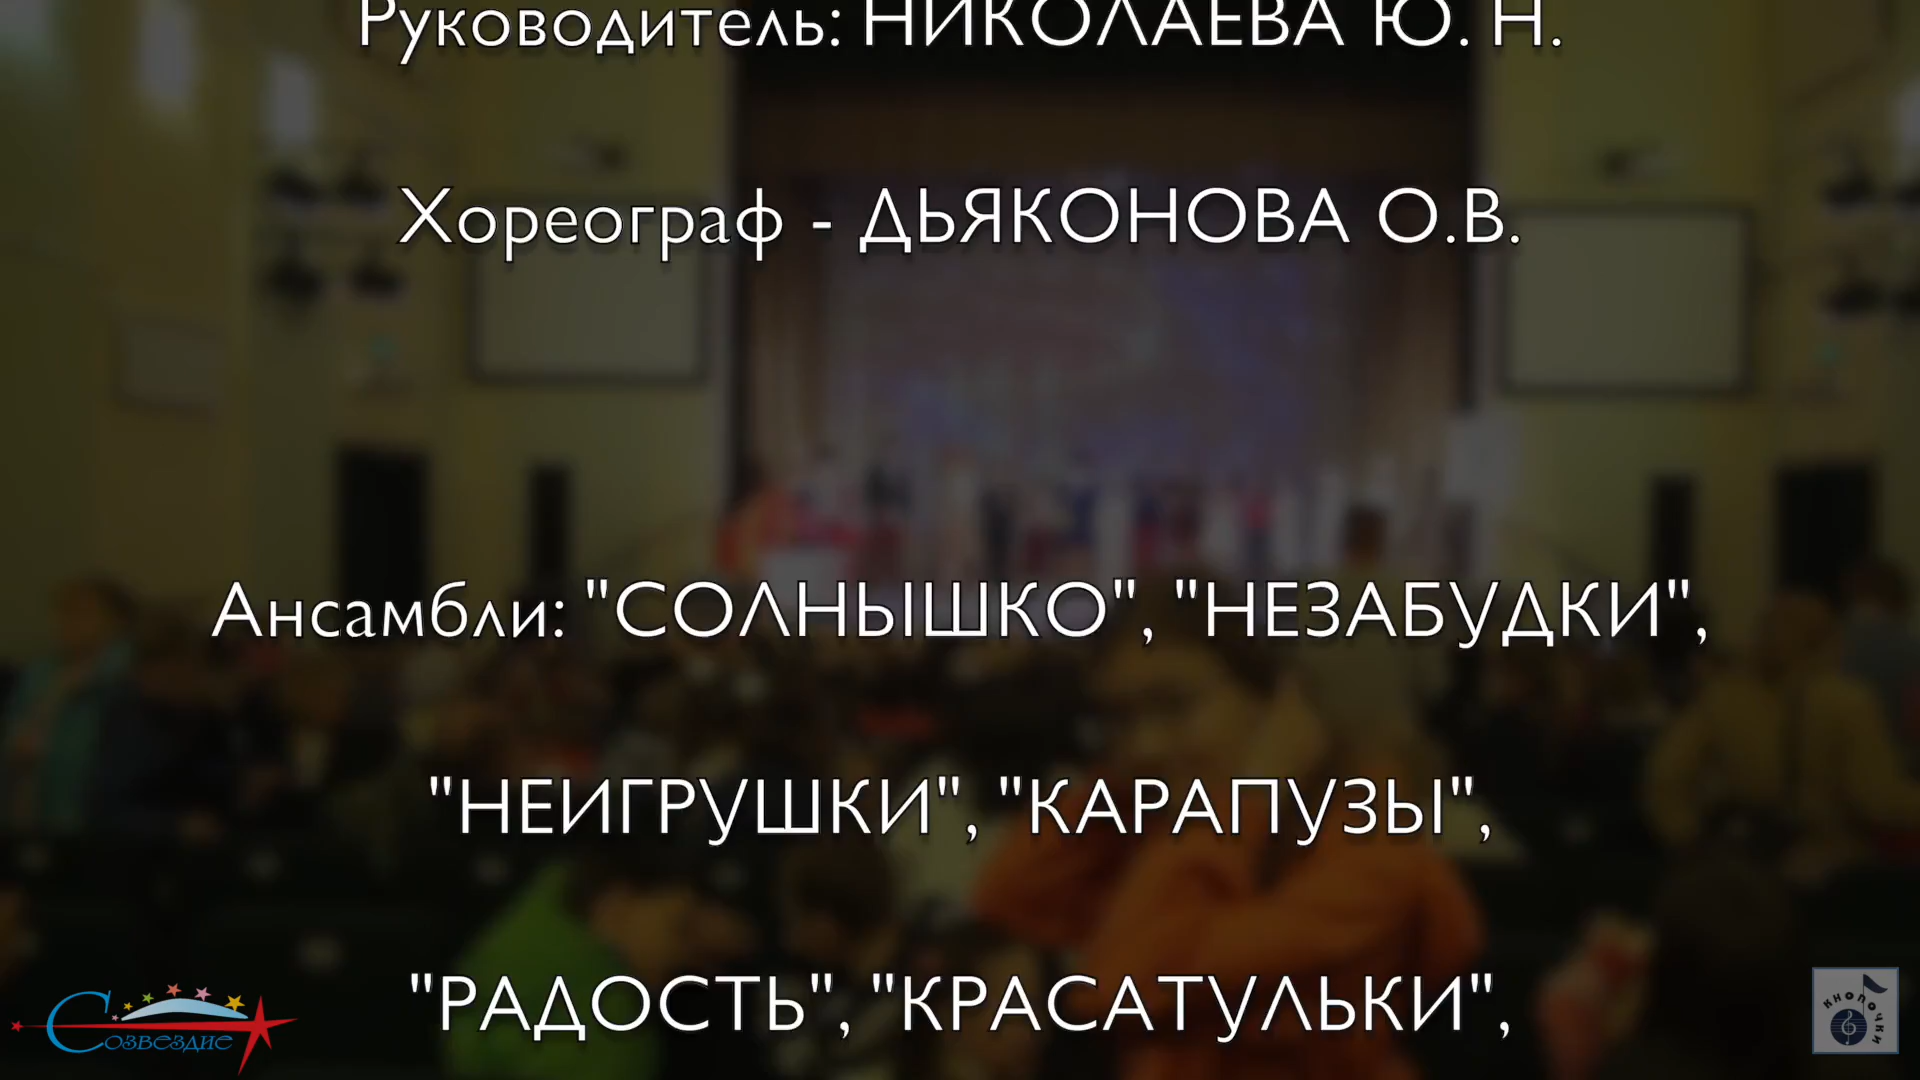 Руководитель: НИКОЛАЕВА Ю. Н.
Хореограф - ДЬЯКОНОВА О.В.
Ансамбли: "СОЛНЫШКО", "НЕЗАБУДКИ",
"НЕИГРУШКИ", "КАРАПУЗЫ",
"РАДОСТЬ", "КРАСАТУЛЬКИ",
Созвездие
КНОПОЧКИ